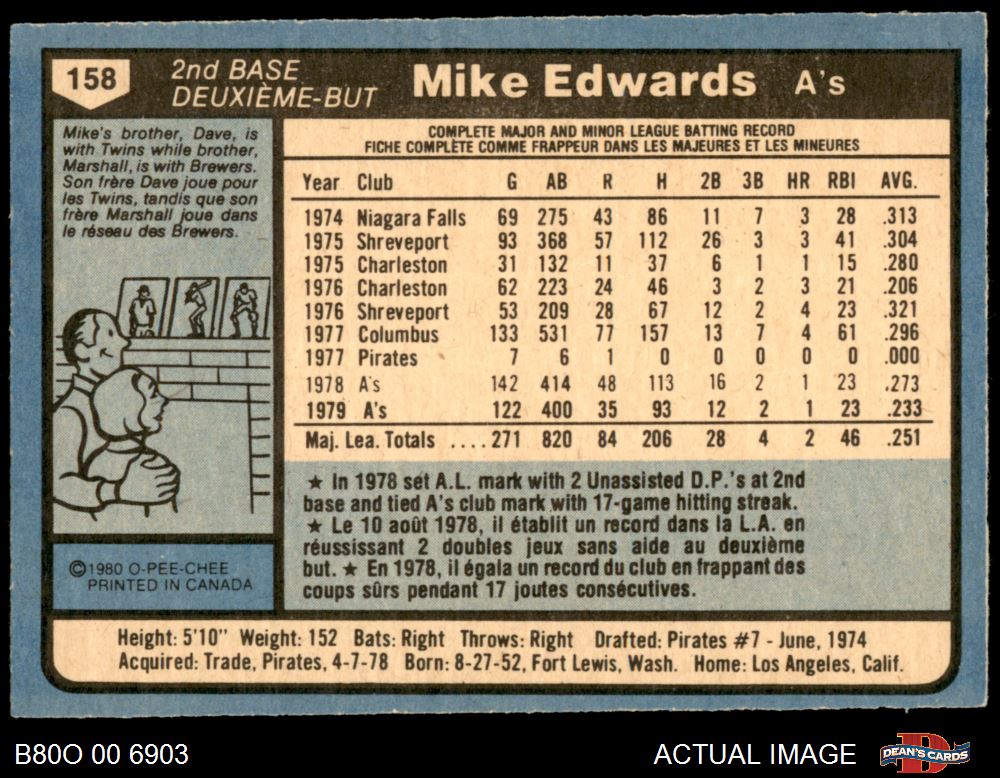 158
2nd BASE
DEUXIÈME-BUT
Mike Edwards A's
Mike's brother, Dave, is
with Twins while brother,
Marshall, is with Brewers.
Son frère Dave joue pour
les Twins, tandis que son
frère Marshall joue dans
le réseau des Brewers.
COMPLETE MAJOR AND MINOR LEAGUE BATTING RECORD
FICHE COMPLÈTE COMME FRAPPEUR DANS LES MAJEURES ET LES MINEURES
Year Club G AB R H 2B 3B HR RBI AVG.
1974 Niagara Falls 69 275 43 86 11 7 3 28 .313
1975 Shreveport 93 368 57 112 26 3 3 41 .304
1975 Charleston 31 132 11 37 6 1 1 15 .280
1976 Charleston 62 223 24 46 3 2 3 21 .206
1976 Shreveport 53 209 28 67 12 2 4 23 .321
1977 Columbus 133 531 77 157 13 7 4 61 .296
1977 Pirates 7 6 1 0 0 0 0 0 .000
1978 A's 142 414 48 113 16 2 1 23 .273
1979 A's 122 400 35 93 12 2 1 23 .233
Maj. Lea. Totals ....271 820 84 206 28 4 2 46 .251
★ In 1978 set A.L. mark with 2 Unassisted D.P.'s at 2nd
base and tied A's club mark with 17-game hitting streak.
★ Le 10 août 1978, il établit un record dans la L.A. en
réussissant 2 doubles jeux sans aide au deuxième
but. ★ En 1978, il égala un record du club en frappant des
coups sûrs pendant 17 joutes consécutives.
©1980 O-PEE-CHEE
PRINTED IN CANADA
Height: 5'10" Weight: 152 Bats: Right Throws: Right Drafted: Pirates #7 - June, 1974
Acquired: Trade, Pirates, 4-7-78 Born: 8-27-52, Fort Lewis, Wash. Home: Los Angeles, Calif.
B80O 00 6903
ACTUAL IMAGE
D
DEAN'S CARDS